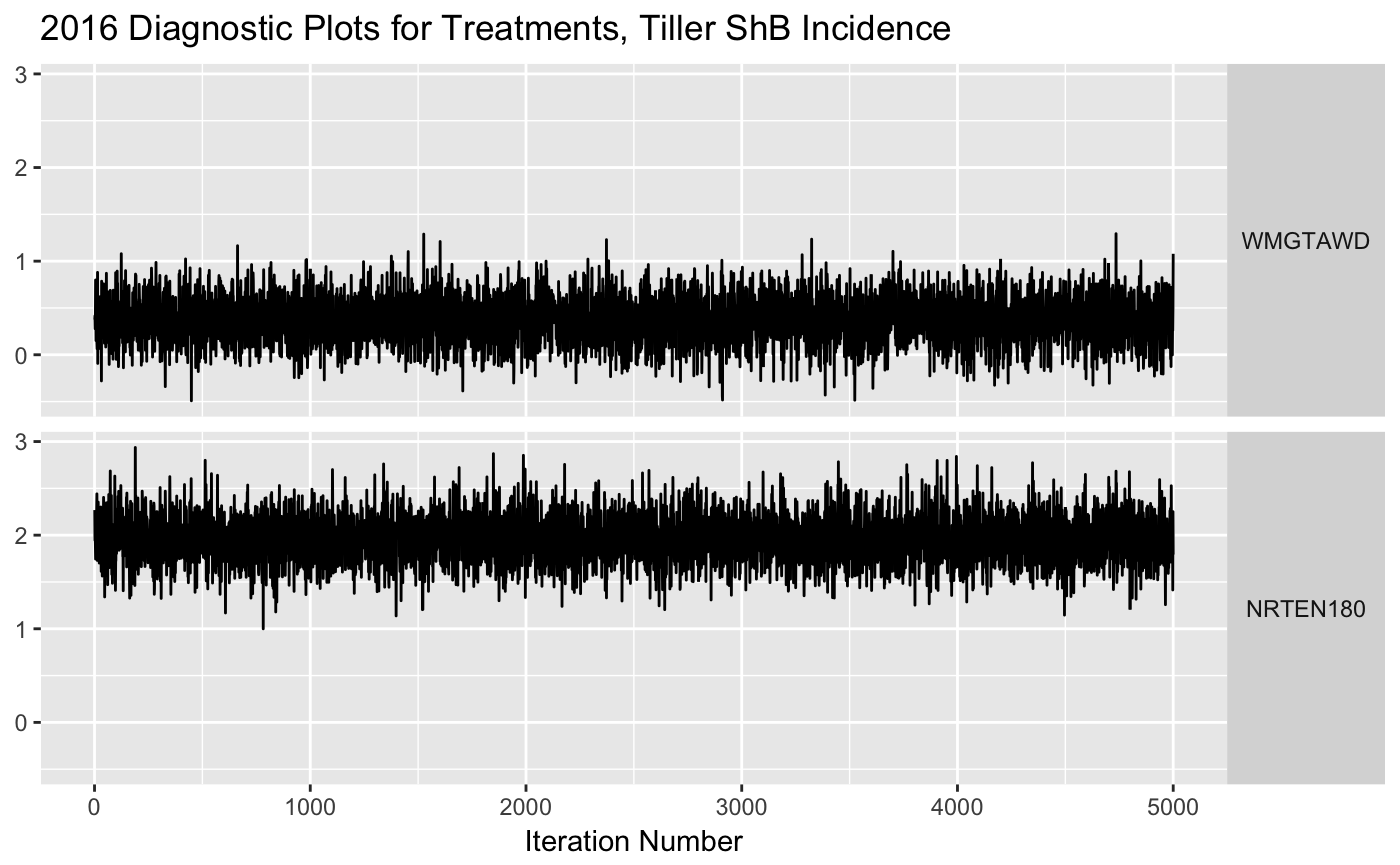 2016 Diagnostic Plots for Treatments, Tiller ShB Incidence
3
2
1
0
WMGTAWD
3
2
1
0
NRTEN180
0 1000 2000 3000 4000 5000
Iteration Number